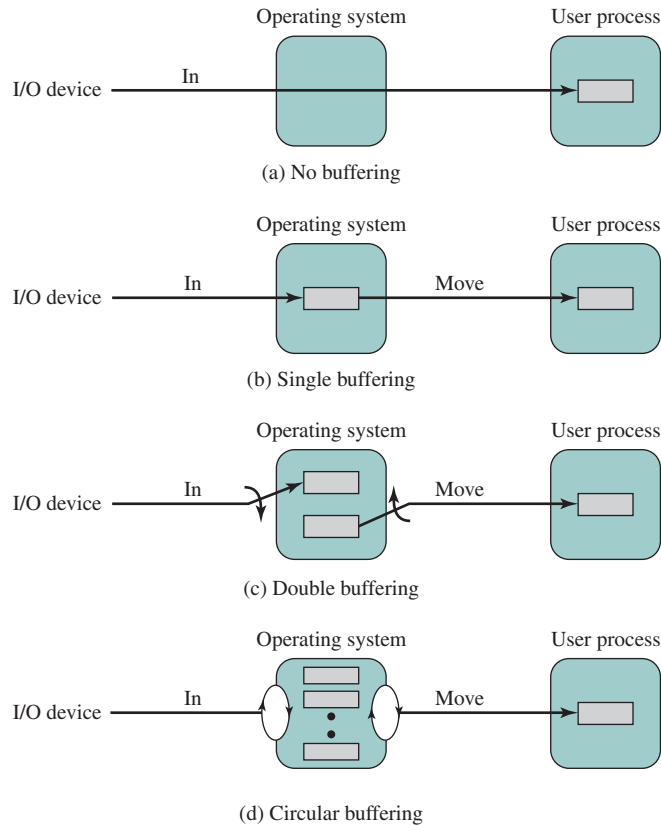 Operating system User process
In
I/O device
(a) No buffering
Operating system User process
In Move
I/O device
(b) Single buffering
Operating system User process
In Move
I/O device
(c) Double buffering
Operating system User process
In Move
I/O device
(d) Circular buffering